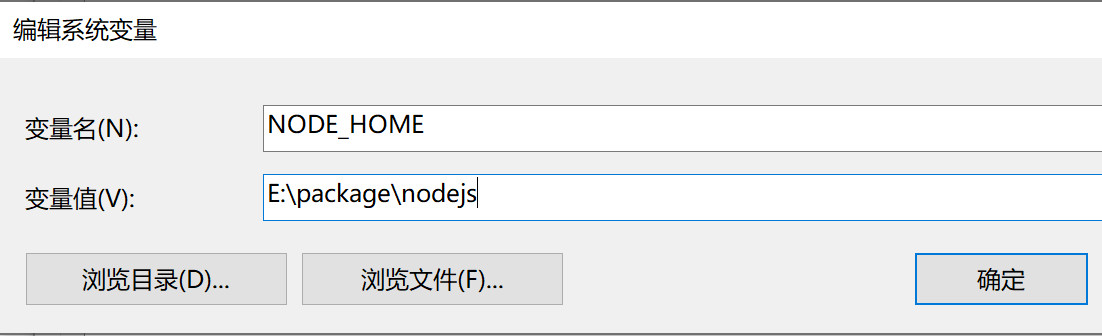 编辑系统变量
变量名(N):
NODE_HOME
变量值(V):
E:\package\nodejs
浏览目录(D)...
浏览文件(F)...
确定